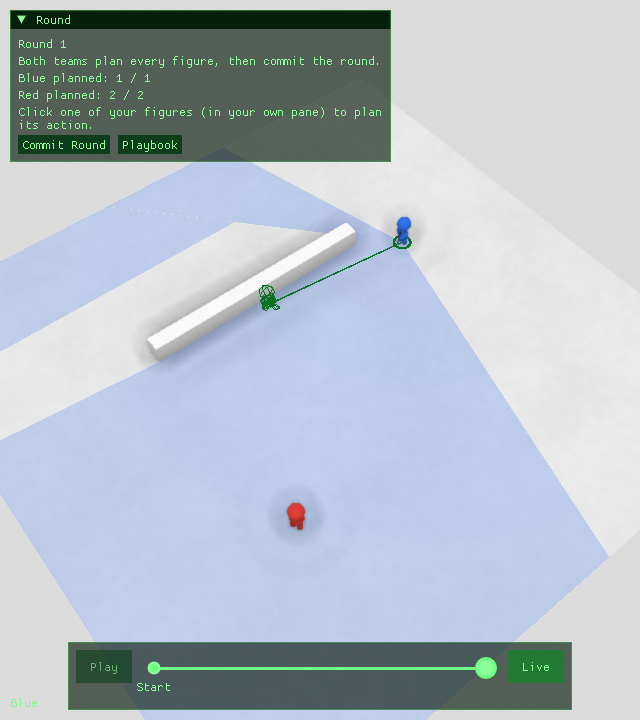 Round
Round 1
Both teams plan every figure, then commit the round.
Blue planned: 1 / 1
Red planned: 2 / 2
Click one of your figures (in your own pane) to plan
its action.
Commit Round Playbook
Play Live
Start
Blue